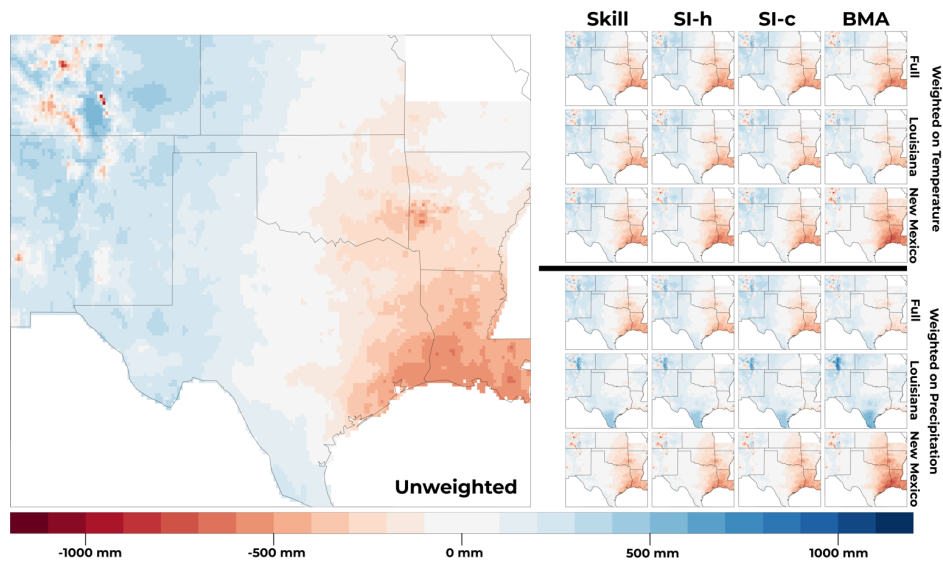 Skill SI-h SI-c BMA
Full
Louisiana
New Mexico
Weighted on Temperature
Full
Louisiana
New Mexico
Weighted on Precipitation
Unweighted
-1000 mm -500 mm 0 mm 500 mm 1000 mm